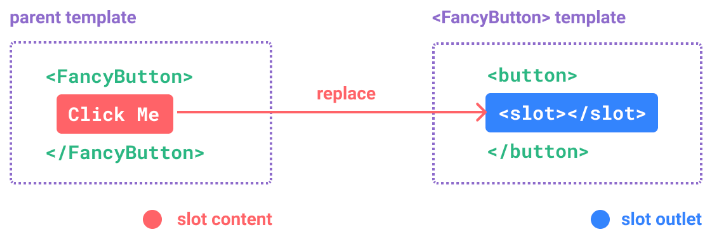 parent template
<FancyButton>
Click Me
</FancyButton>
replace
<FancyButton> template
<button>
<slot></slot>
</button>
slot content
slot outlet